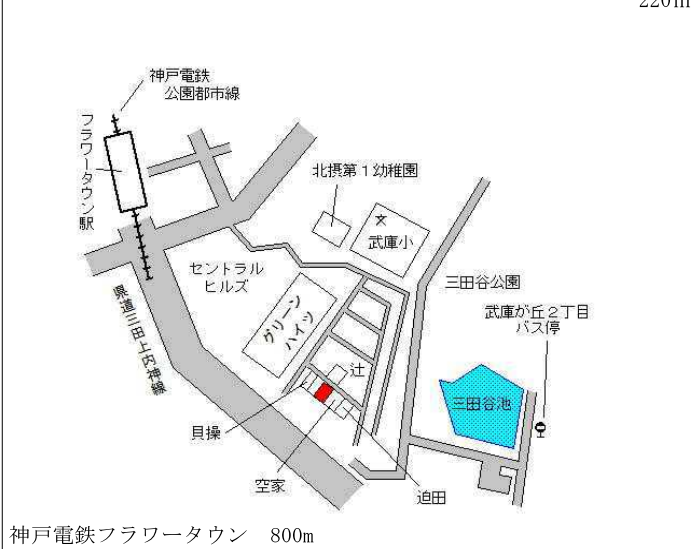 220m
神戸電鉄
公園都市線
フラワータウン駅
北摂第1幼稚園
文
武庫小
セントラル
ヒルズ
三田谷公園
武庫が丘2丁目
バス停
県道三田上内神線
グリーン
ハイツ
辻
三田谷池
貝操
空家
迫田
神戸電鉄フラワータウン 800m